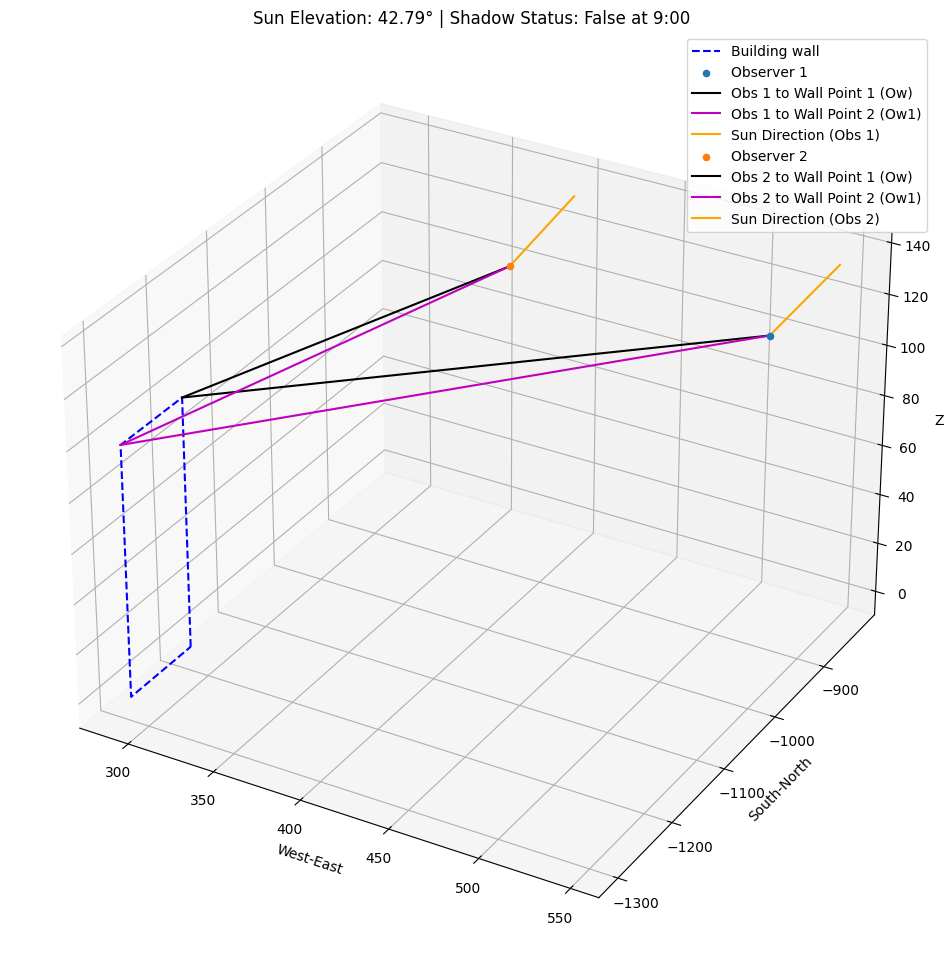 Sun Elevation: 42.79° | Shadow Status: False at 9:00
Building wall
Observer 1
Obs 1 to Wall Point 1 (Ow)
Obs 1 to Wall Point 2 (Ow1)
Sun Direction (Obs 1)
Observer 2
Obs 2 to Wall Point 1 (Ow)
Obs 2 to Wall Point 2 (Ow1)
Sun Direction (Obs 2)
140
120
100
80
60
40
20
0
Z
−900
−1000
−1100
−1200
−1300
South-North
300
350
400
450
500
550
West-East